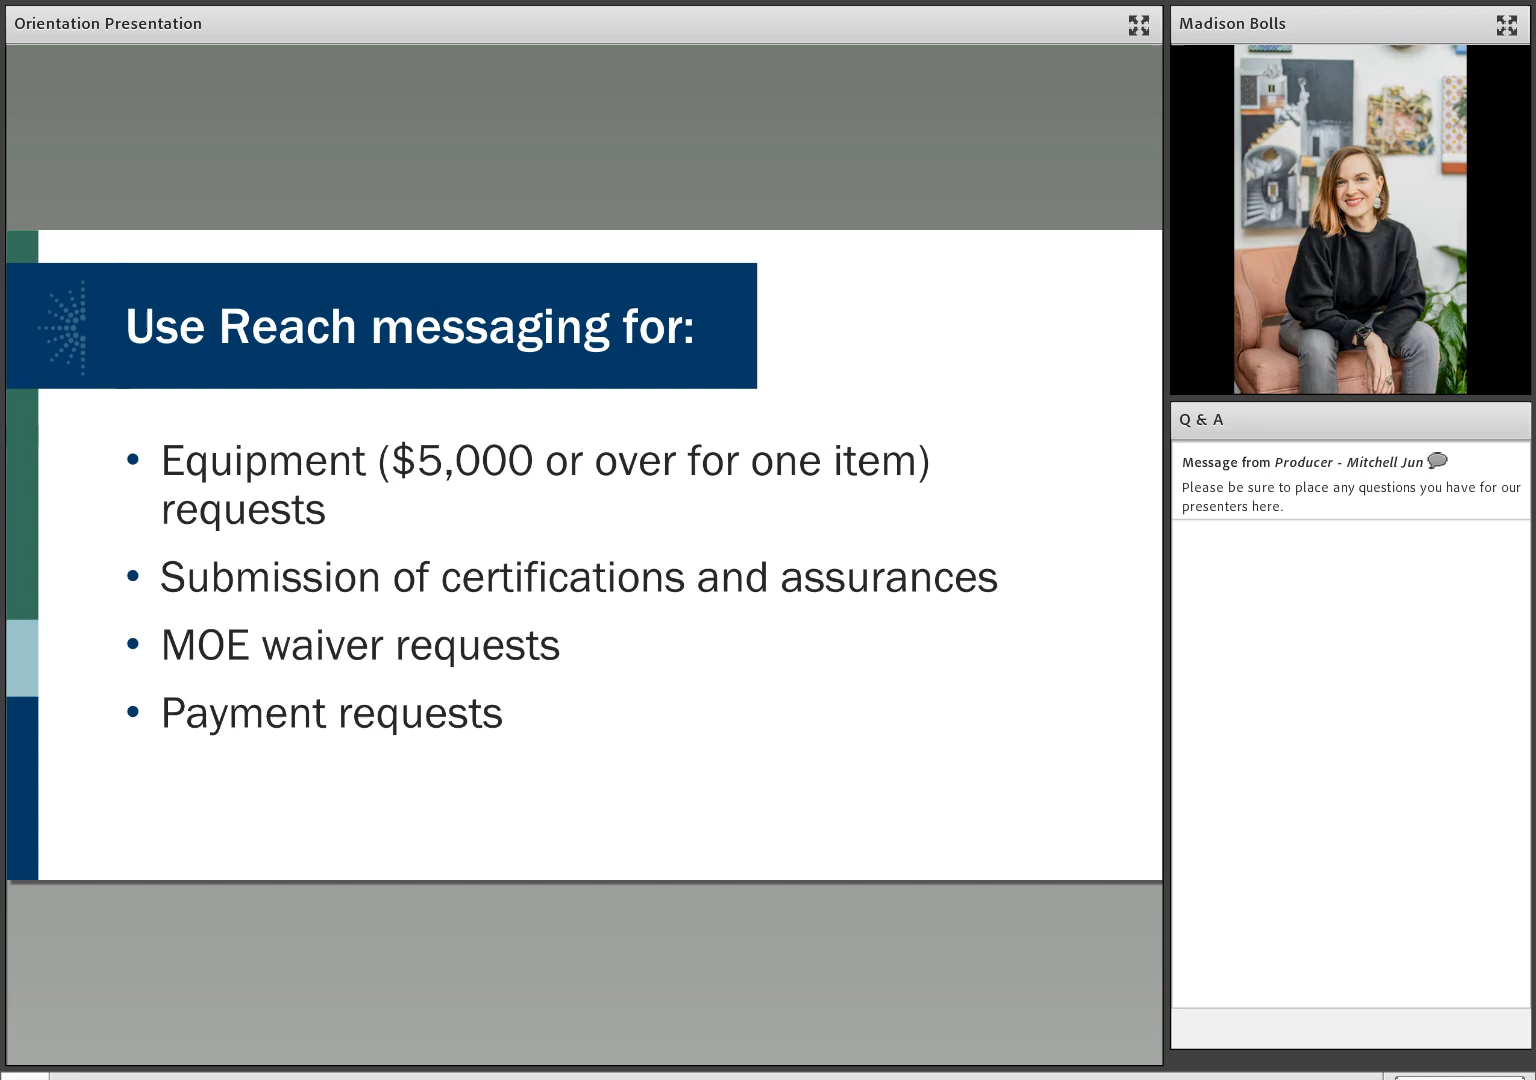 Orientation Presentation
Use Reach messaging for:
• Equipment ($5,000 or over for one item)
requests
• Submission of certifications and assurances
• MOE waiver requests
• Payment requests
Madison Bolls
Q & A
Message from Producer - Mitchell Jun
Please be sure to place any questions you have for our
presenters here.